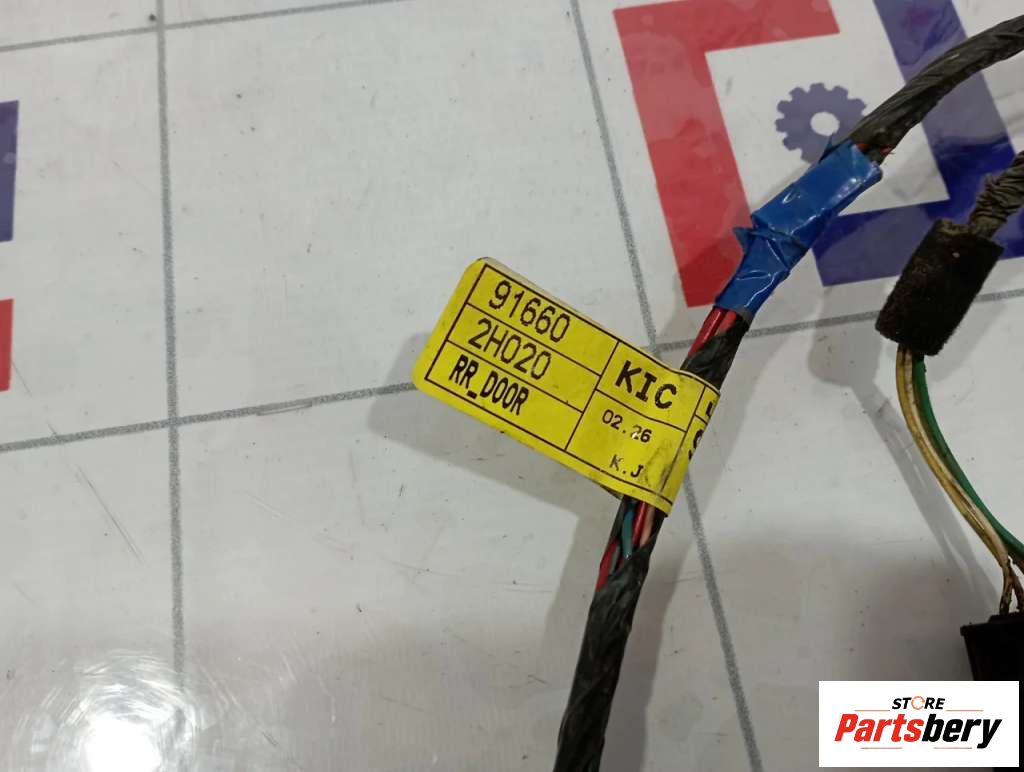 91660
2H020
RR_DOOR
KIC
02.26
K.J
STORE
Partsbery